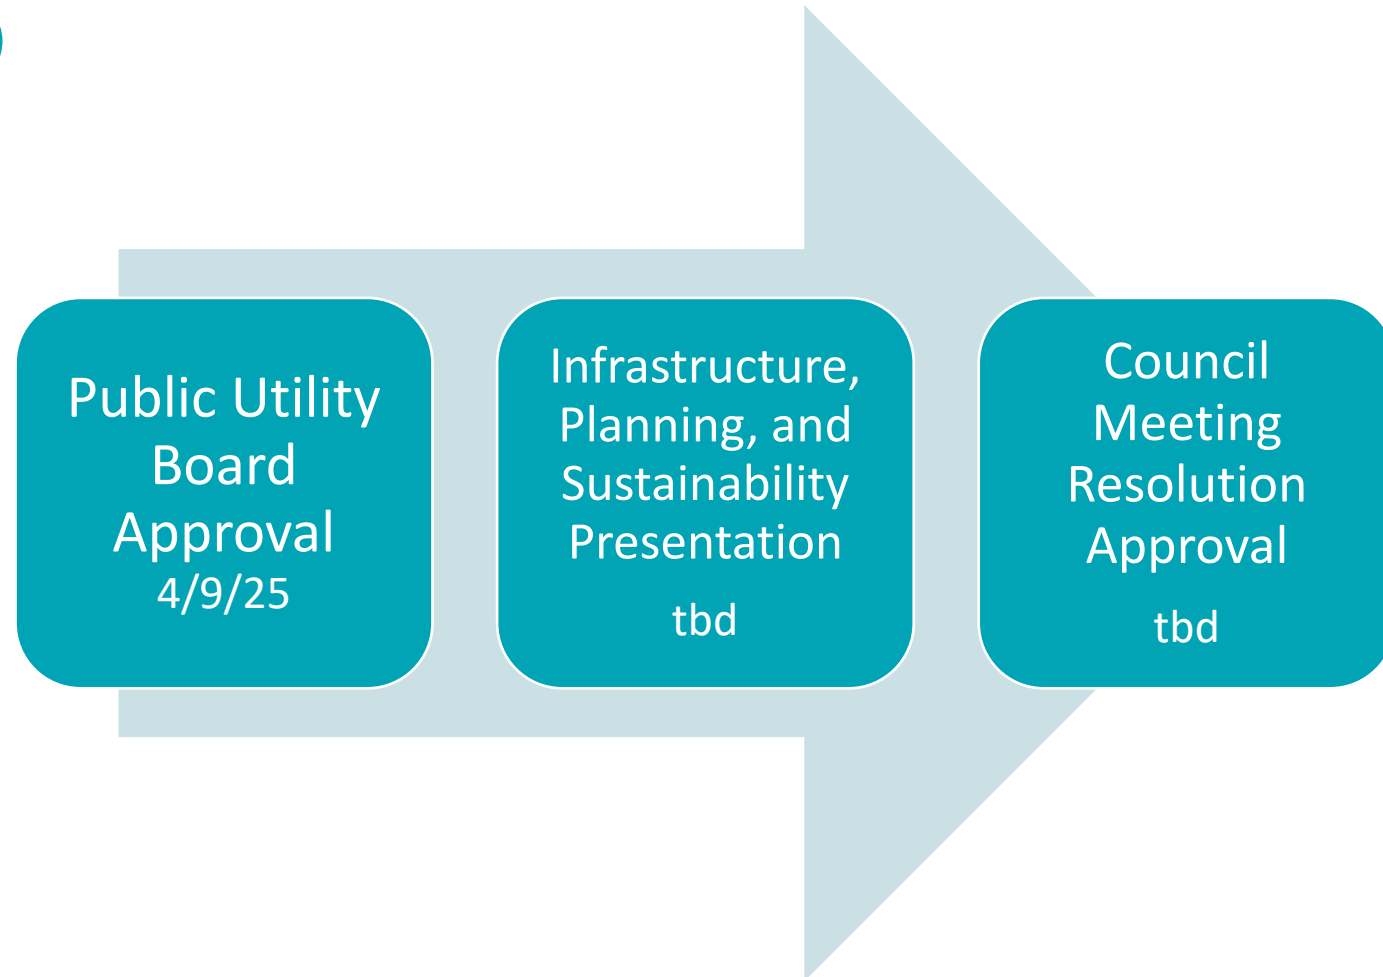 Public Utility
Board
Approval
4/9/25
Infrastructure,
Planning, and
Sustainability
Presentation
tbd
Council
Meeting
Resolution
Approval
tbd